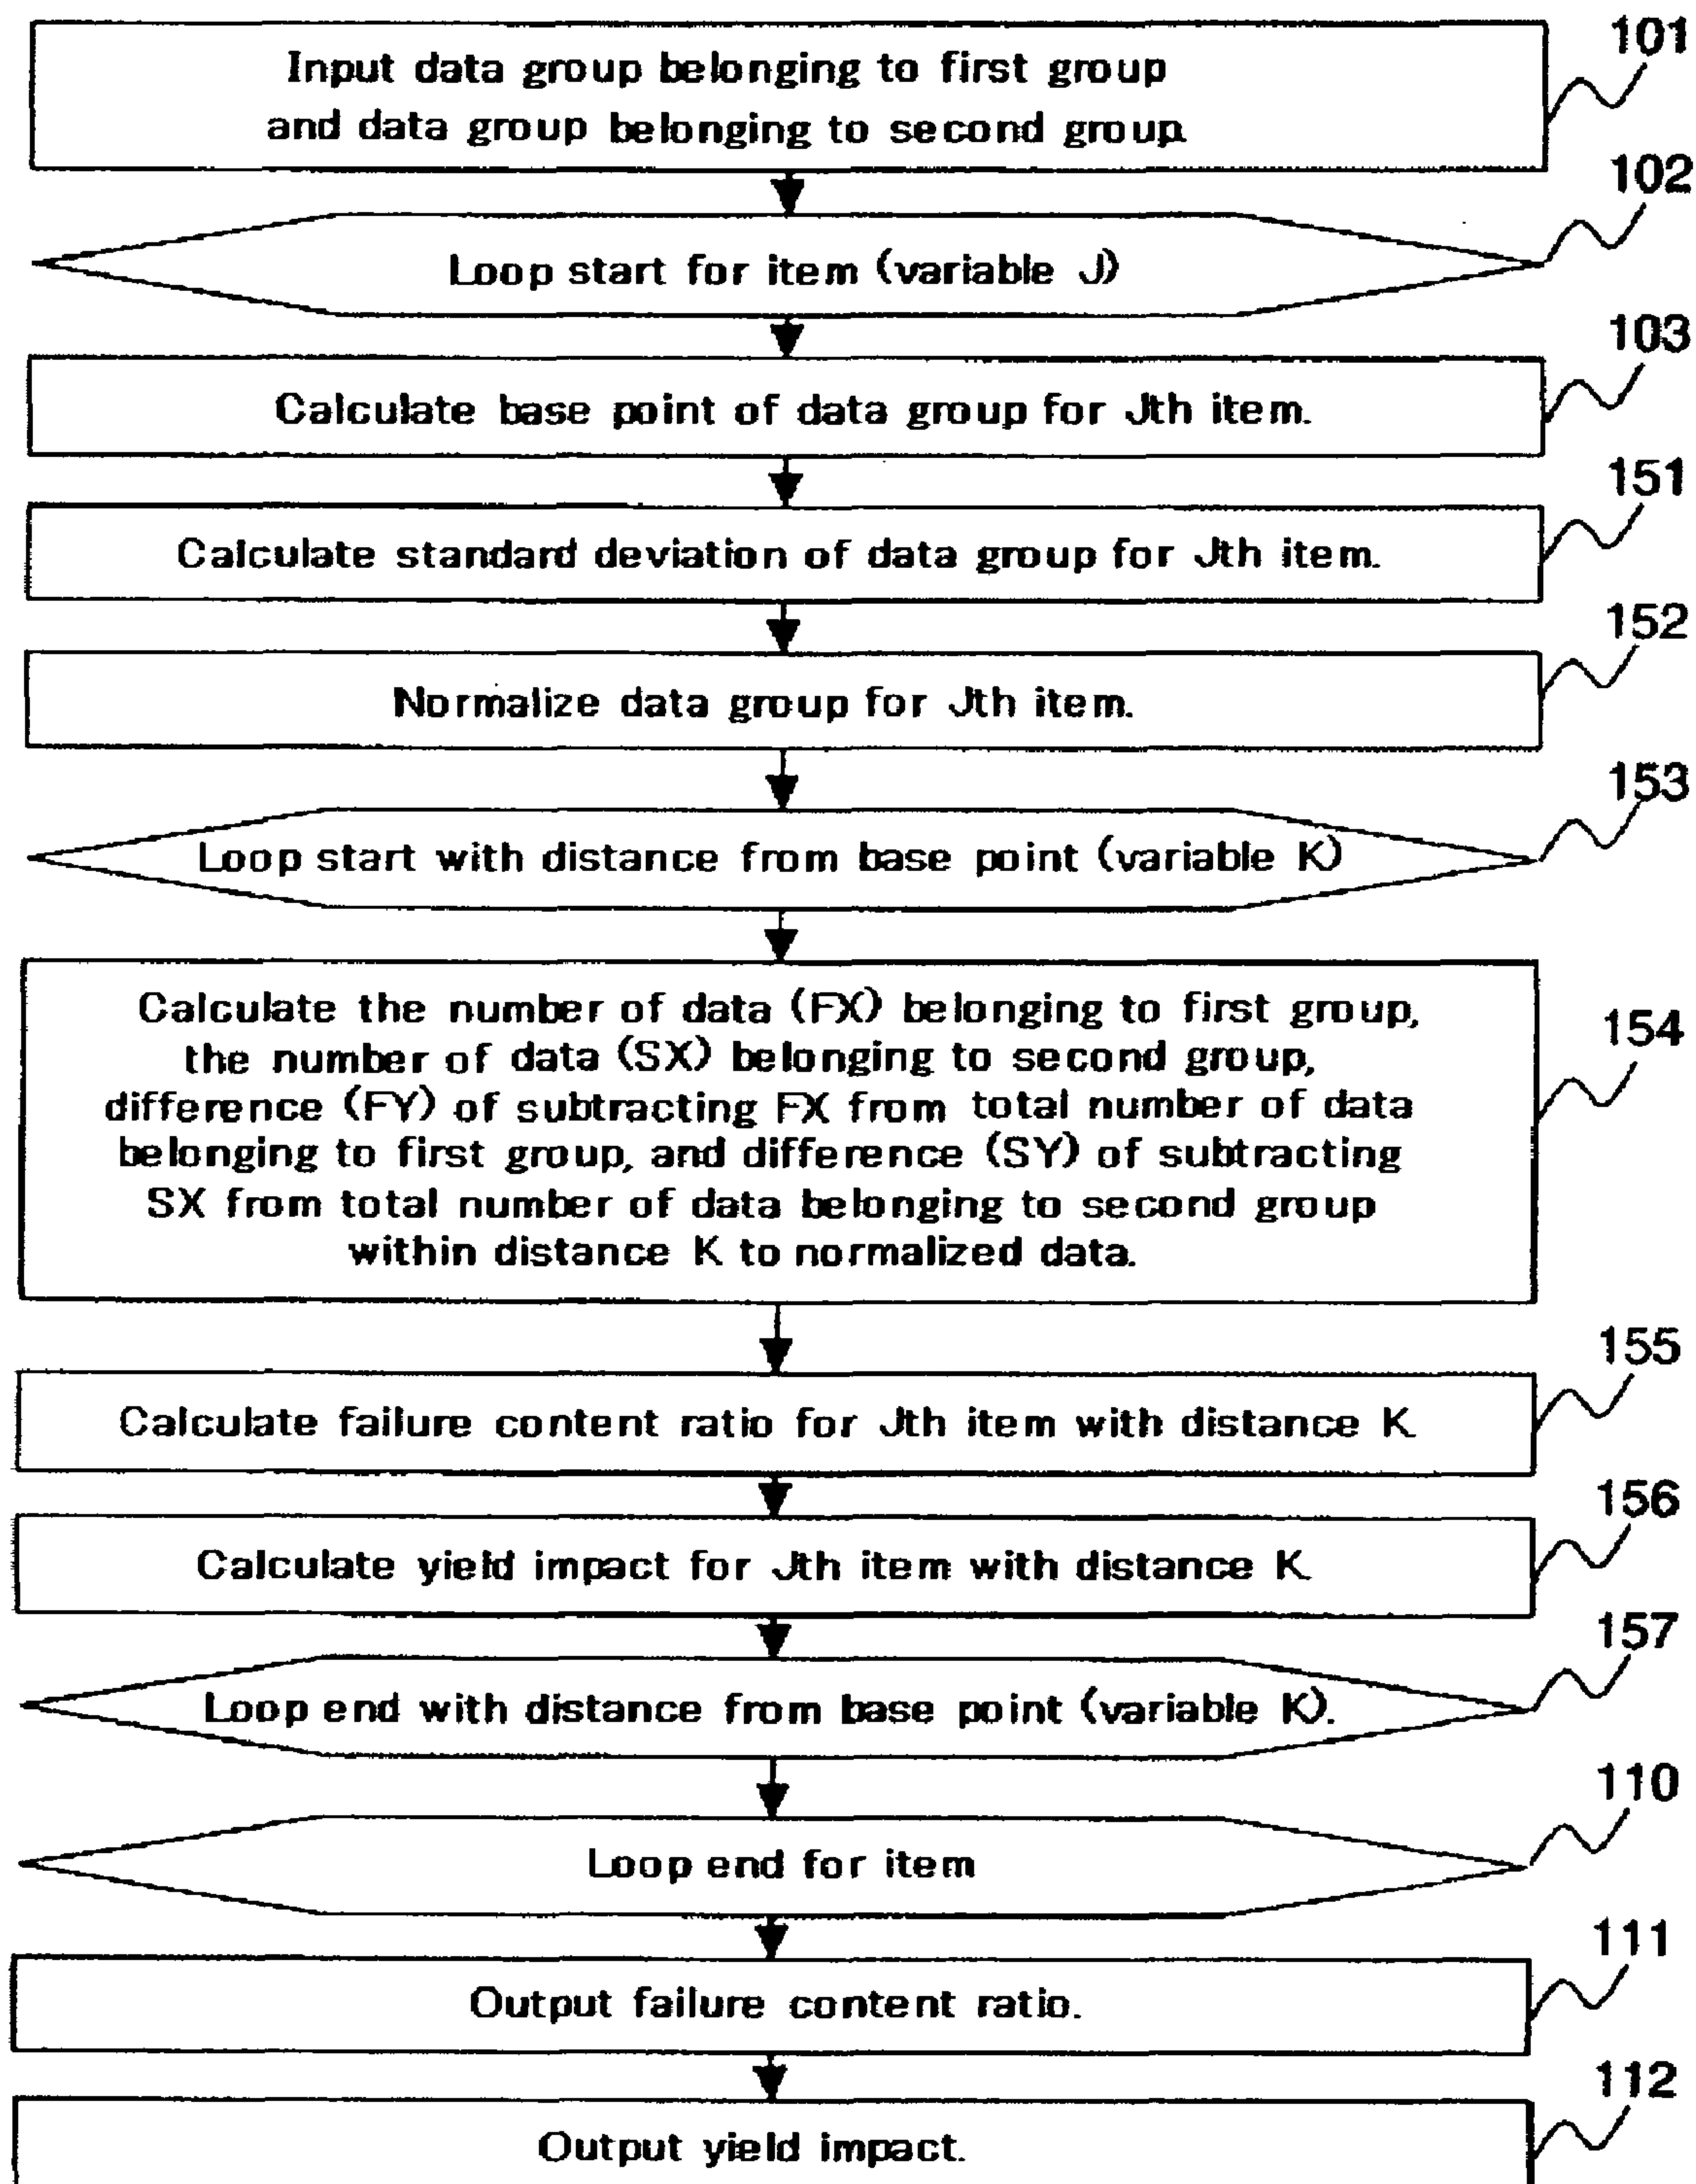 101
Input data group belonging to first group
and data group belonging to second group.
102
Loop start for item (variable J)
103
Calculate base point of data group for Jth item.
151
Calculate standard deviation of data group for Jth item.
152
Normalize data group for Jth item.
153
Loop start with distance from base point (variable K)
Calculate the number of data (FX) belonging to first group,
the number of data (SX) belonging to second group,
difference (FY) of subtracting FX from total number of data
belonging to first group, and difference (SY) of subtracting
SX from total number of data belonging to second group
within distance K to normalized data.
154
155
Calculate failure content ratio for Jth item with distance K.
156
Calculate yield impact for Jth item with distance K.
157
Loop end with distance from base point (variable K).
110
Loop end for item
111
Output failure content ratio.
112
Output yield impact.